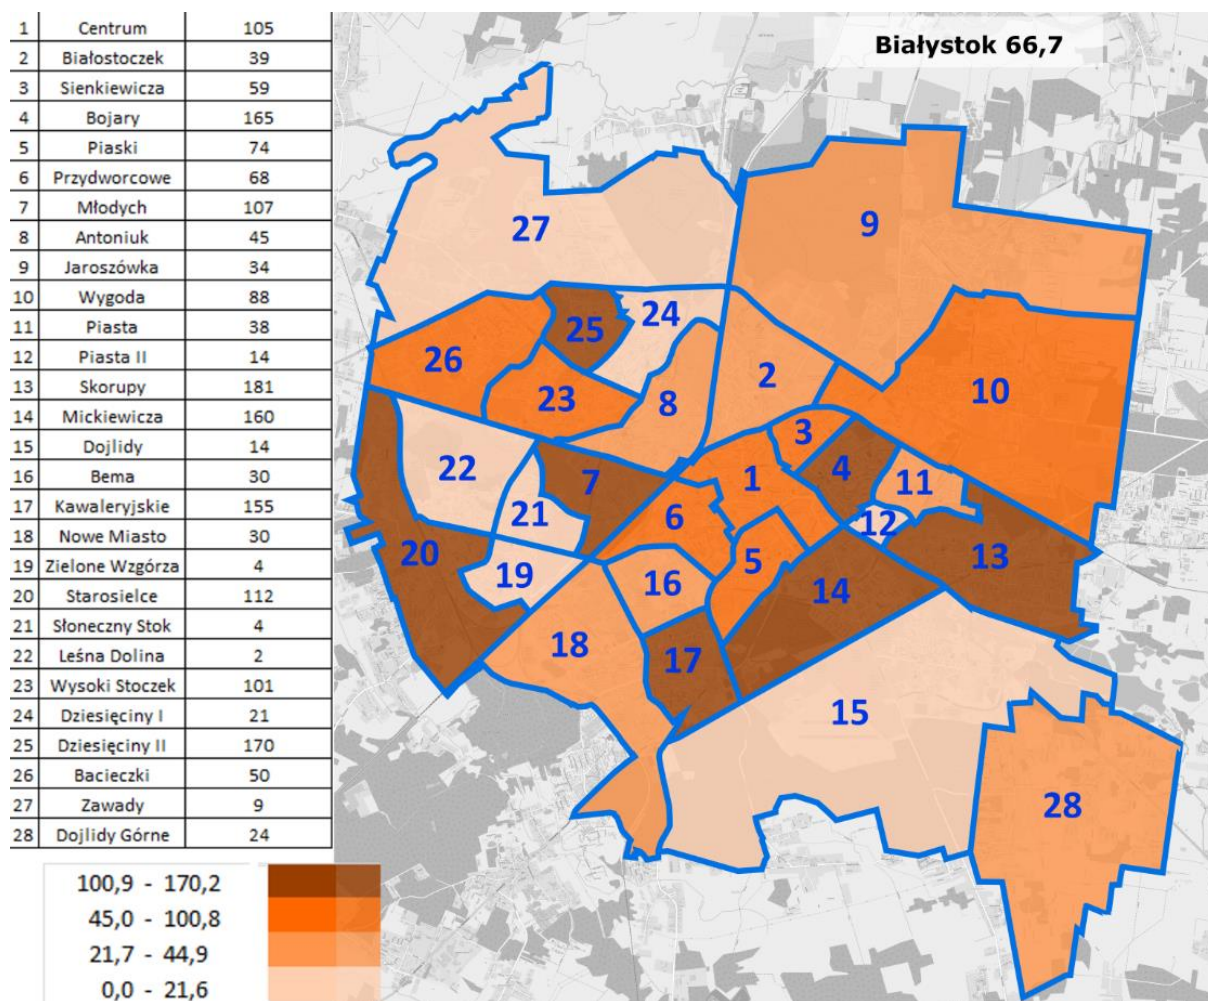 1 Centrum 105
2 Białostoczek 39
3 Sienkiewicza 59
4 Bojary 165
5 Piaski 74
6 Przydworcowe 68
7 Młodych 107
8 Antoniuk 45
9 Jaroszówka 34
10 Wygoda 88
11 Piasta 38
12 Piasta II 14
13 Skorupy 181
14 Mickiewicza 160
15 Dojlidy 14
16 Bema 30
17 Kawaleryjskie 155
18 Nowe Miasto 30
19 Zielone Wzgórza 4
20 Starosielce 112
21 Słoneczny Stok 4
22 Leśna Dolina 2
23 Wysoki Stoczek 101
24 Dziesięciny I 21
25 Dziesięciny II 170
26 Bacieczki 50
27 Zawady 9
28 Dojlidy Górne 24
100,9 - 170,2
45,0 - 100,8
21,7 - 44,9
0,0 - 21,6
Białystok 66,7
27
9
24
25
26
2
10
23
8
3
22
7
1
4
11
21
6
12
20
19
16
5
13
14
18
17
15
28